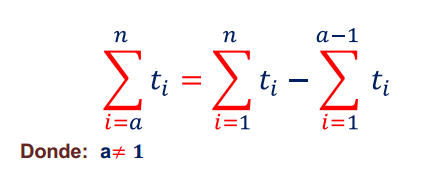 n n a−1
∑ tᵢ = ∑ tᵢ − ∑ tᵢ
i=a i=1 i=1
Donde: a≠ 1